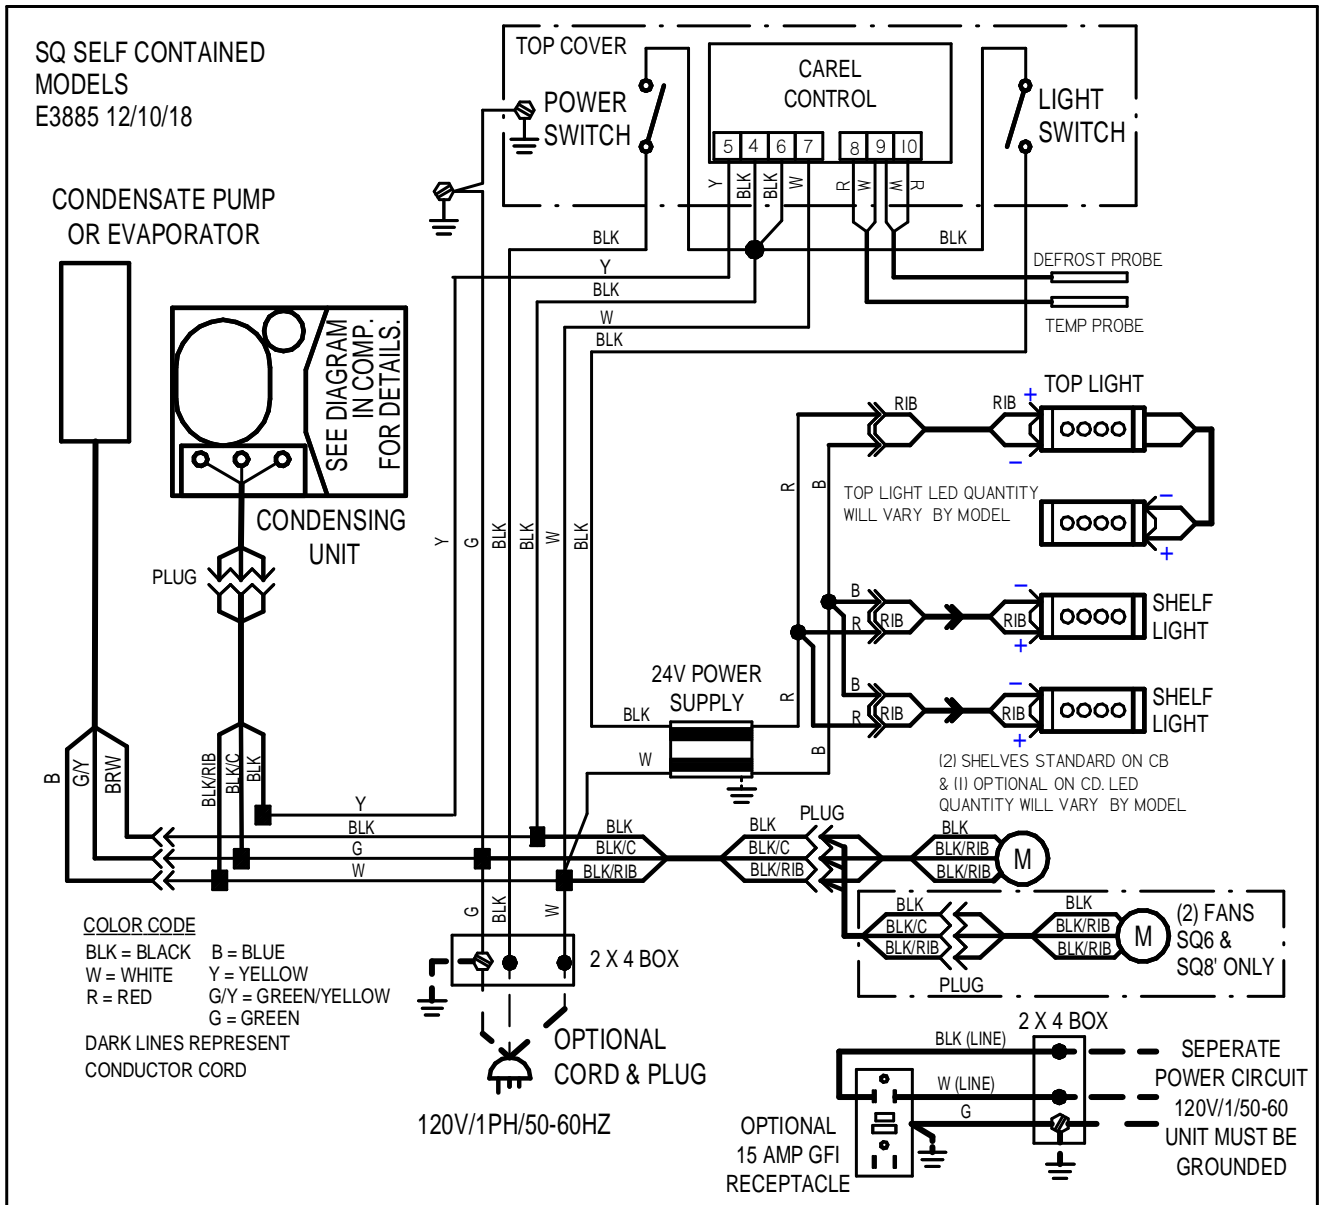 SQ SELF CONTAINED
MODELS
E3885 12/10/18
TOP COVER
POWER
SWITCH
CAREL
CONTROL
5 4 6 7 8 9 10
LIGHT
SWITCH
Y BLK BLK W R W W R
CONDENSATE PUMP
OR EVAPORATOR
BLK
BLK
Y
BLK
W
BLK
DEFROST PROBE
TEMP PROBE
SEE DIAGRAM
IN COMP.
FOR DETAILS.
CONDENSING
UNIT
PLUG
Y G BLK BLK W BLK
RIB RIB + TOP LIGHT
−
R B
TOP LIGHT LED QUANTITY
WILL VARY BY MODEL
−
+
B − SHELF
R RIB RIB LIGHT
+
24V POWER
SUPPLY
R
B − SHELF
R RIB RIB LIGHT
+
BLK
W
B
(2) SHELVES STANDARD ON CB
& (1) OPTIONAL ON CD. LED
QUANTITY WILL VARY BY MODEL
B G/Y BRW BLK/RIB BLK/C BLK
Y
BLK
G
W
BLK
BLK/C
BLK/RIB
PLUG
BLK
BLK/C
BLK/RIB
BLK
BLK/RIB
BLK/RIB
M
G BLK W
BLK
BLK/C
BLK/RIB
PLUG
BLK
BLK/RIB
BLK/RIB
M
(2) FANS
SQ6 &
SQ8' ONLY
COLOR CODE
BLK = BLACK B = BLUE
W = WHITE Y = YELLOW
R = RED G/Y = GREEN/YELLOW
G = GREEN
DARK LINES REPRESENT
CONDUCTOR CORD
2 X 4 BOX
OPTIONAL
CORD & PLUG
120V/1PH/50-60HZ
2 X 4 BOX
BLK (LINE)
W (LINE)
G
OPTIONAL
15 AMP GFI
RECEPTACLE
SEPERATE
POWER CIRCUIT
120V/1/50-60
UNIT MUST BE
GROUNDED